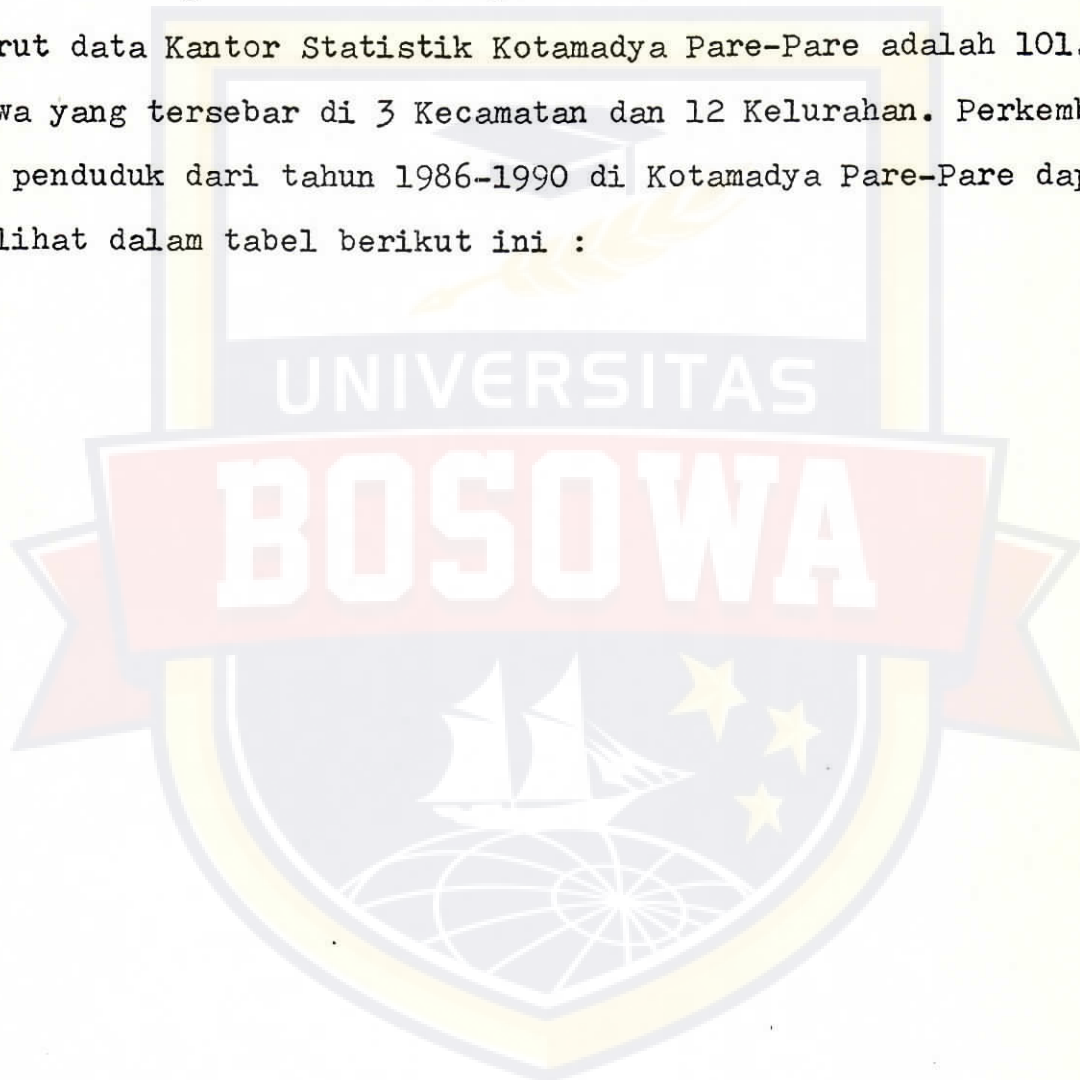 rut data Kantor Statistik Kotamadya Pare-Pare adalah 101.
wa yang tersebar di 3 Kecamatan dan 12 Kelurahan. Perkemb
penduduk dari tahun 1986-1990 di Kotamadya Pare-Pare dap
lihat dalam tabel berikut ini :
UNIVERSITAS
BOSOWA